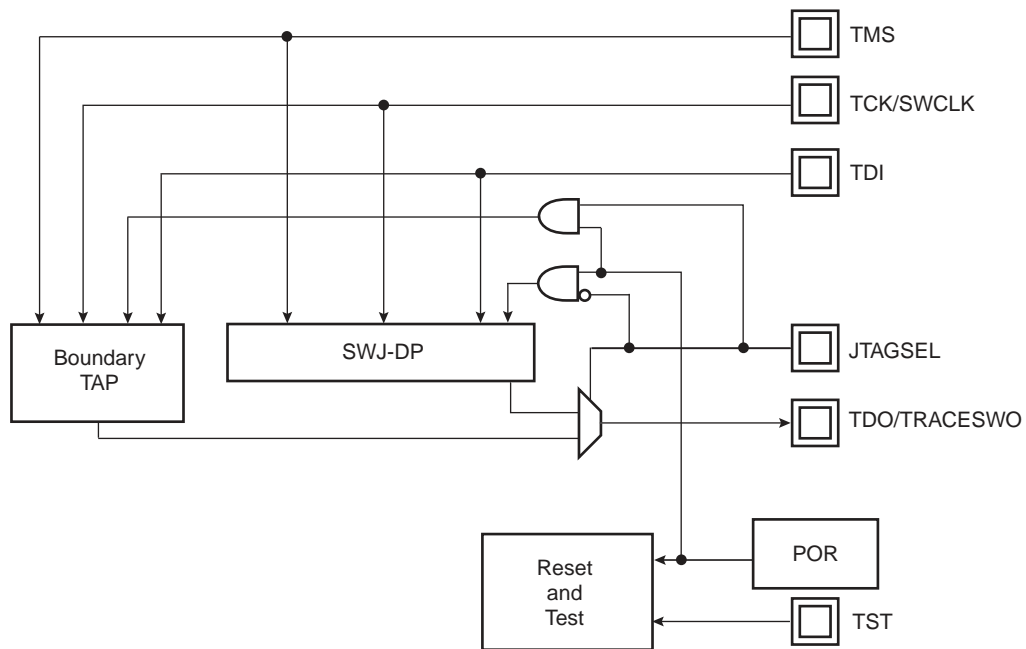 TMS
TCK/SWCLK
TDI
Boundary
TAP
SWJ-DP
JTAGSEL
TDO/TRACESWO
Reset
and
Test
POR
TST